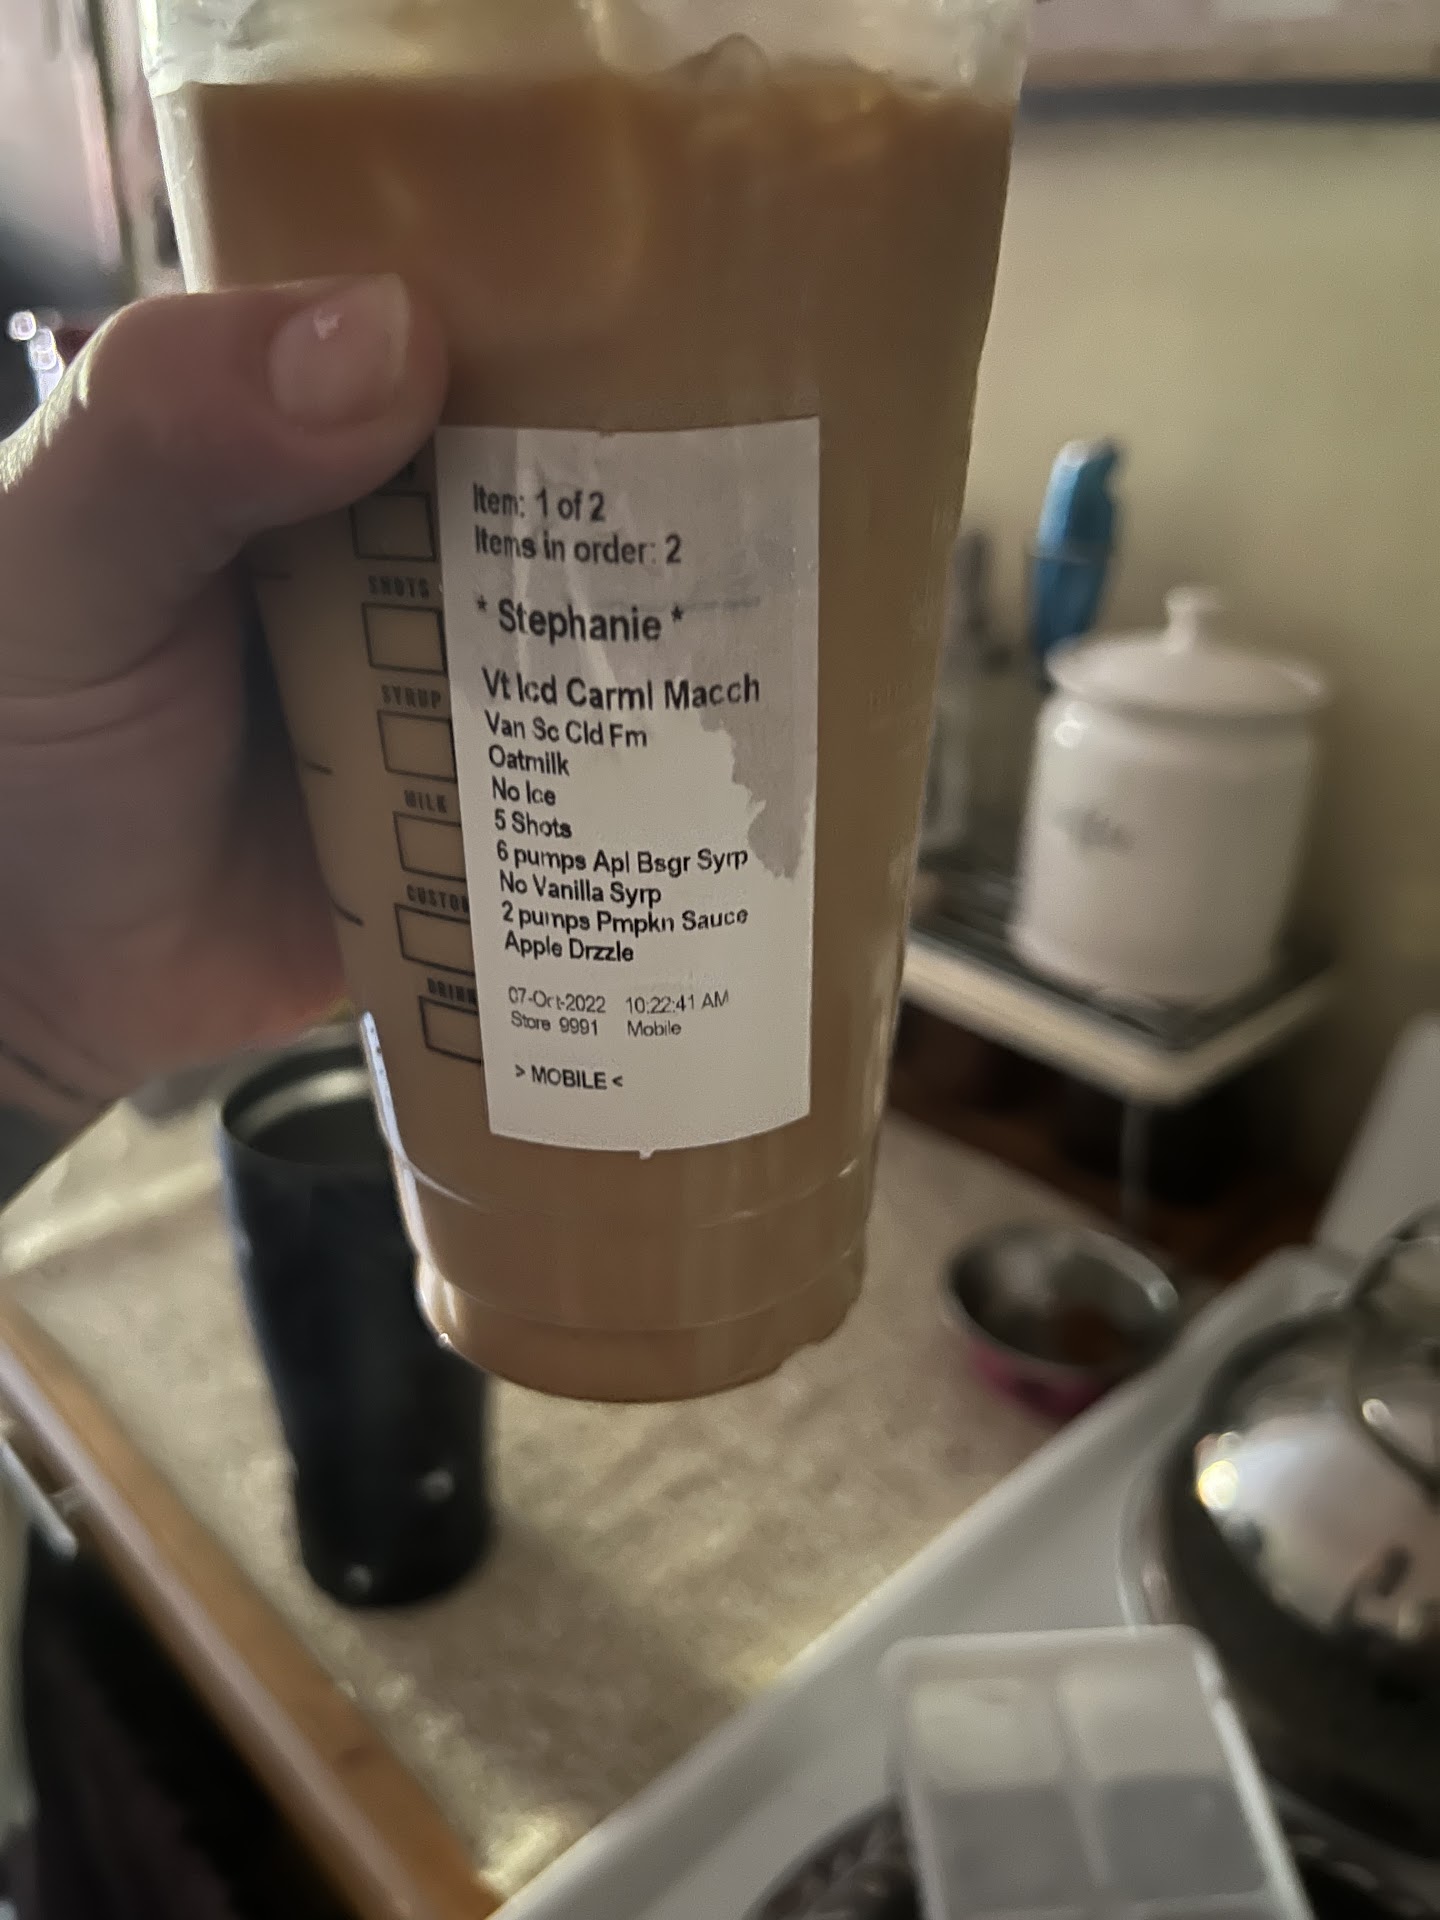 Item: 1 of 2
Items in order: 2
* Stephanie *
Vt Icd Carml Macch
Van Sc Cld Fm
Oatmilk
No Ice
5 Shots
6 pumps Apl Bsgr Syrp
No Vanilla Syrp
2 pumps Pmpkn Sauce
Apple Drzzle
07-Oct-2022 10:22:41 AM
Store 9991 Mobile
> MOBILE <
SHOTS
SYRUP
MILK
CUSTO
DRINK